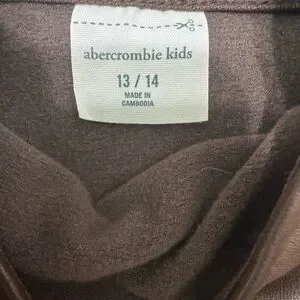 abercrombie kids
13 / 14
MADE IN
CAMBODIA